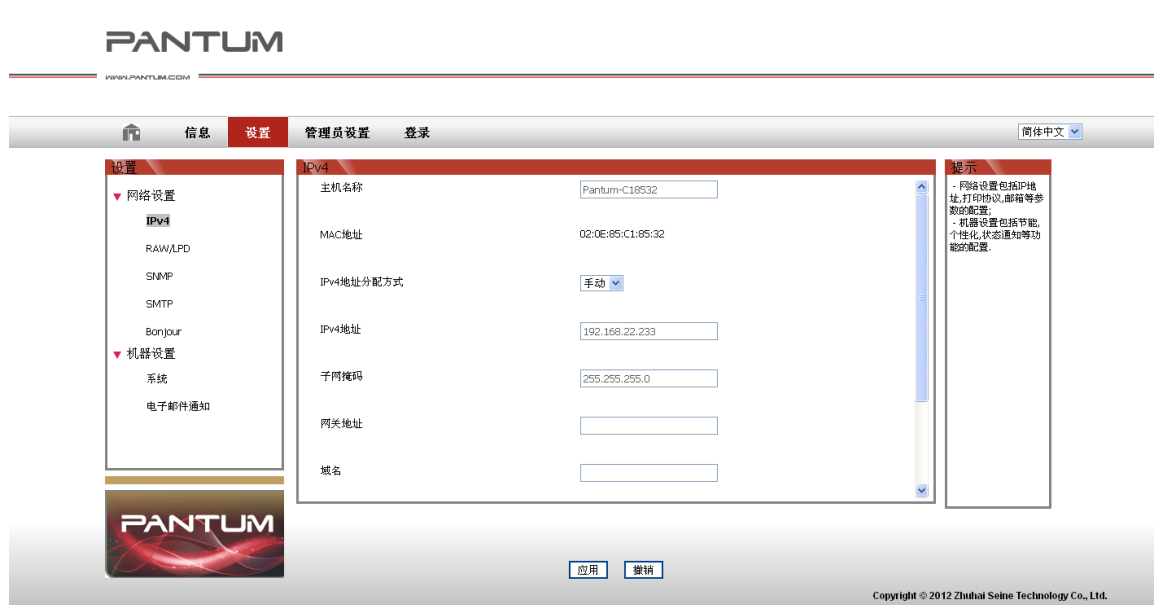 PANTUM
WWW.PANTUM.COM
信息 设置 管理员设置 登录 简体中文
设置
网络设置
IPv4
RAW/LPD
SNMP
SMTP
Bonjour
机器设置
系统
电子邮件通知
PANTUM
IPv4
主机名称 Pantum-C18532
MAC地址 02:0E:85:C1:85:32
IPv4地址分配方式 手动
IPv4地址 192.168.22.233
子网掩码 255.255.255.0
网关地址
域名
提示
- 网络设置包括IP地
址,打印协议,邮箱等参
数的配置;
- 机器设置包括节能,
个性化,状态通知等功
能的配置.
应用 撤销
Copyright © 2012 Zhuhai Seine Technology Co., Ltd.